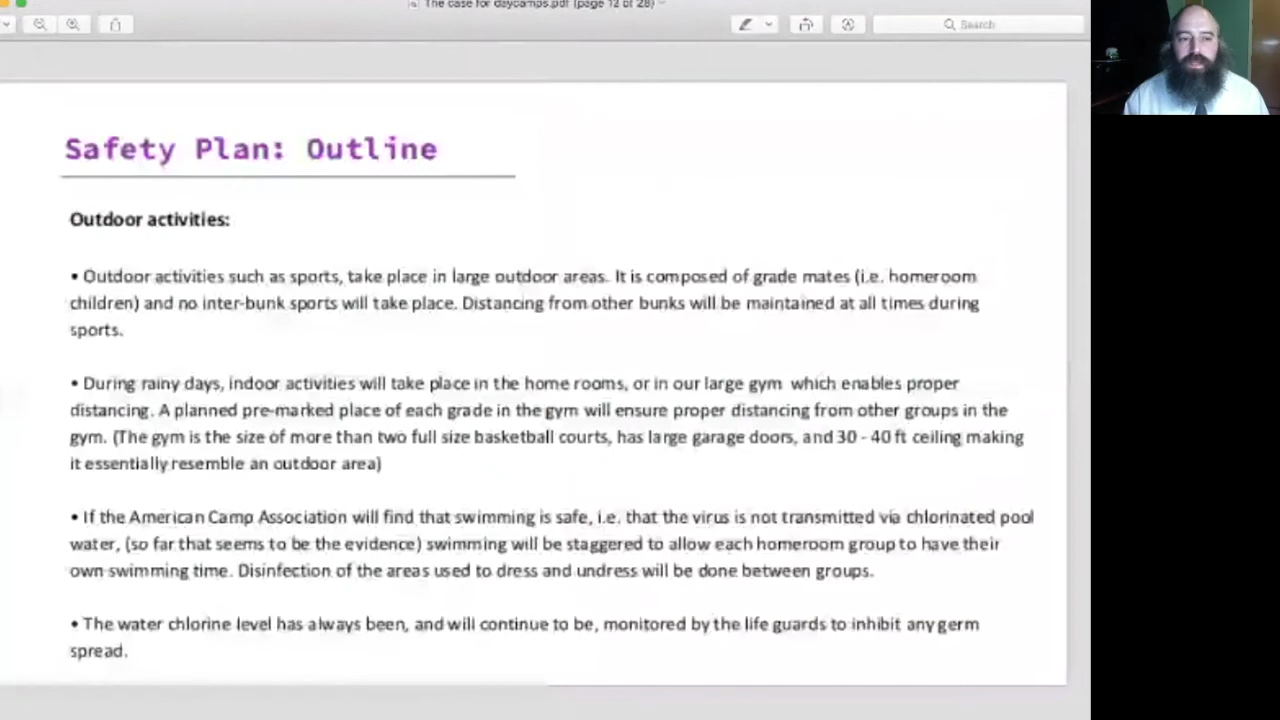 The case for daycamps.pdf (page 12 of 28)
Search
Safety Plan: Outline
Outdoor activities:
• Outdoor activities such as sports, take place in large outdoor areas. It is composed of grade mates (i.e. homeroom
children) and no inter-bunk sports will take place. Distancing from other bunks will be maintained at all times during
sports.
• During rainy days, indoor activities will take place in the home rooms, or in our large gym which enables proper
distancing. A planned pre-marked place of each grade in the gym will ensure proper distancing from other groups in the
gym. (The gym is the size of more than two full size basketball courts, has large garage doors, and 30 - 40 ft ceiling making
it essentially resemble an outdoor area)
• If the American Camp Association will find that swimming is safe, i.e. that the virus is not transmitted via chlorinated pool
water, (so far that seems to be the evidence) swimming will be staggered to allow each homeroom group to have their
own swimming time. Disinfection of the areas used to dress and undress will be done between groups.
• The water chlorine level has always been, and will continue to be, monitored by the life guards to inhibit any germ
spread.